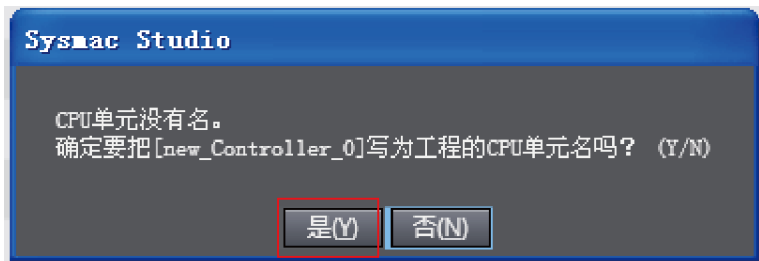 Sysmac Studio
CPU单元没有名。
确定要把[new_Controller_0]写为工程的CPU单元名吗？ (Y/N)
是(Y) 否(N)